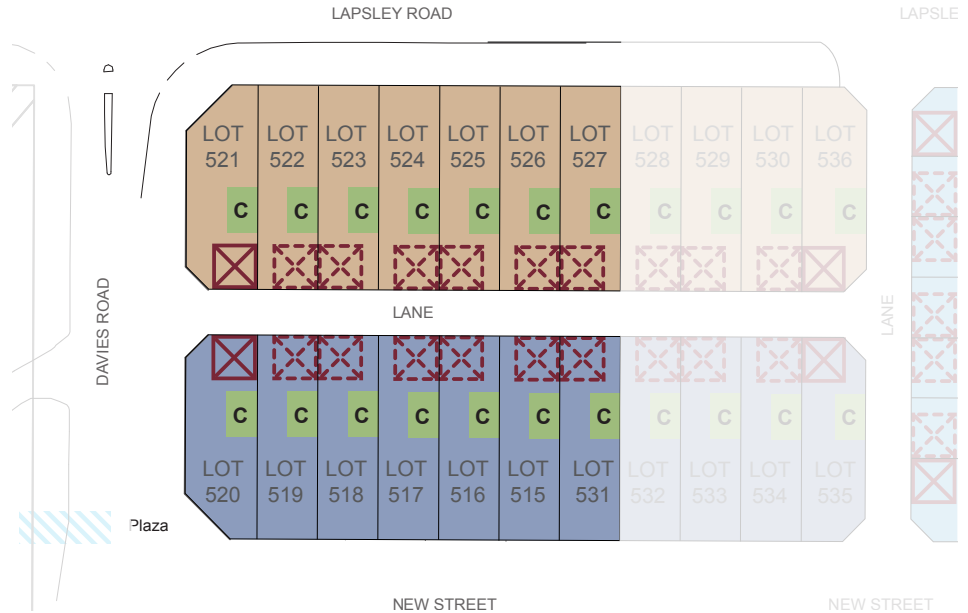 LAPSLEY ROAD
LAPSLE
LOT 521
LOT 522
LOT 523
LOT 524
LOT 525
LOT 526
LOT 527
LOT 528
LOT 529
LOT 530
LOT 536
C C C C C C C C C C C
LANE
LANE
DAVIES ROAD
C C C C C C C C C C C
LOT 520
LOT 519
LOT 518
LOT 517
LOT 516
LOT 515
LOT 531
LOT 532
LOT 533
LOT 534
LOT 535
Plaza
NEW STREET
NEW STREET